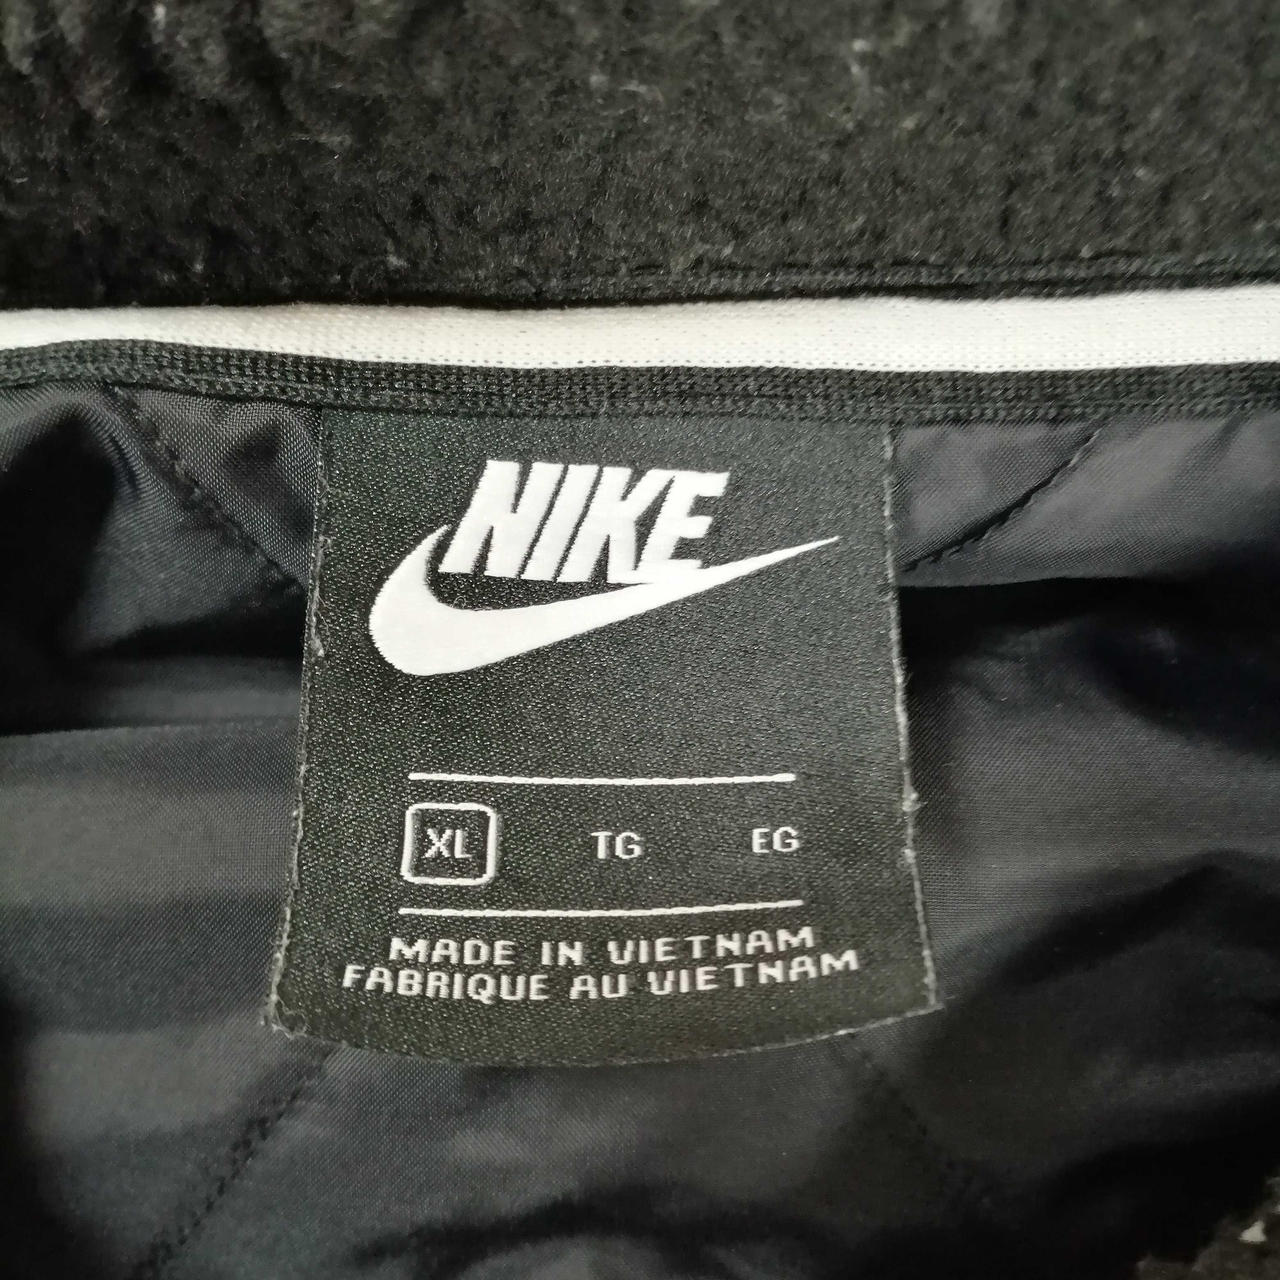 NIKE
XL TG EG
MADE IN VIETNAM
FABRIQUE AU VIETNAM